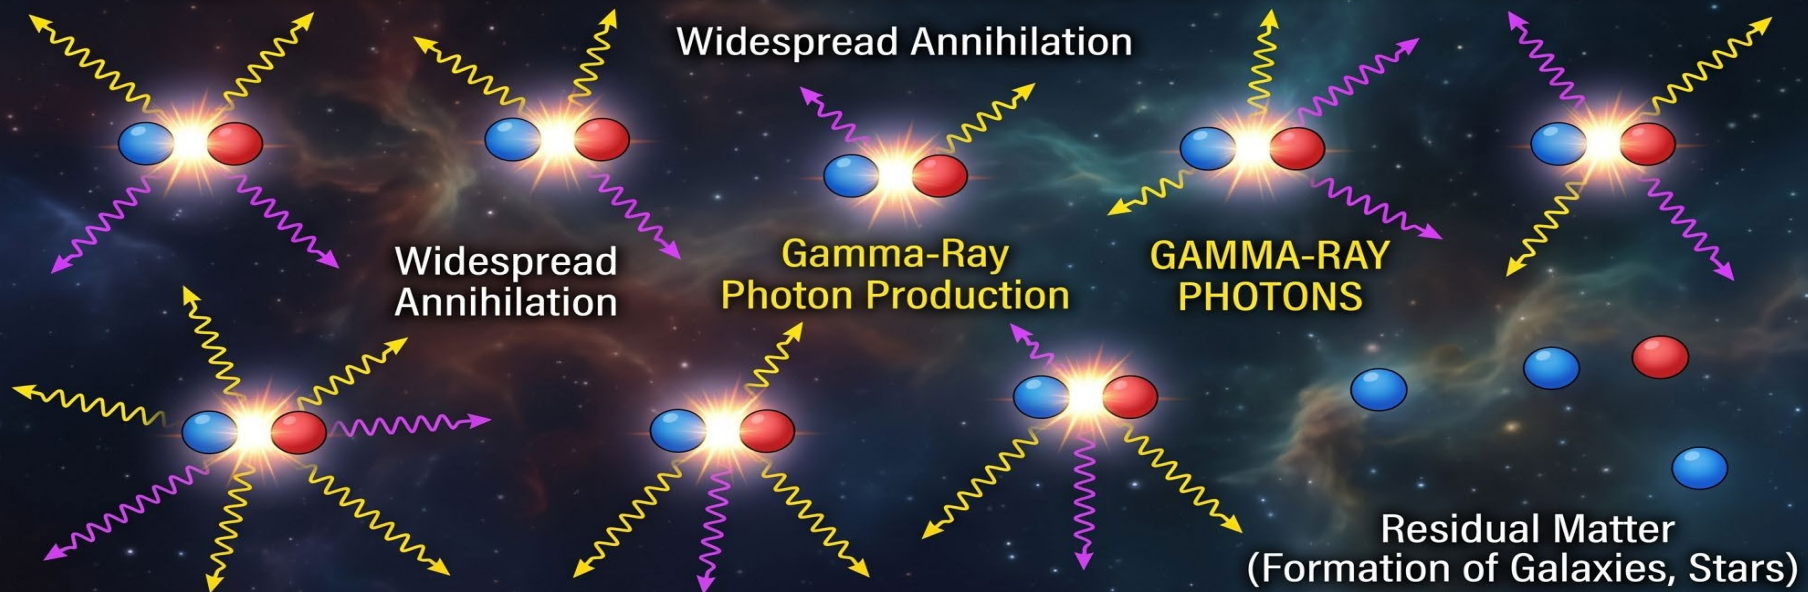 Widespread Annihilation
Widespread
Annihilation
Gamma-Ray
Photon Production
GAMMA-RAY
PHOTONS
Residual Matter
(Formation of Galaxies, Stars)